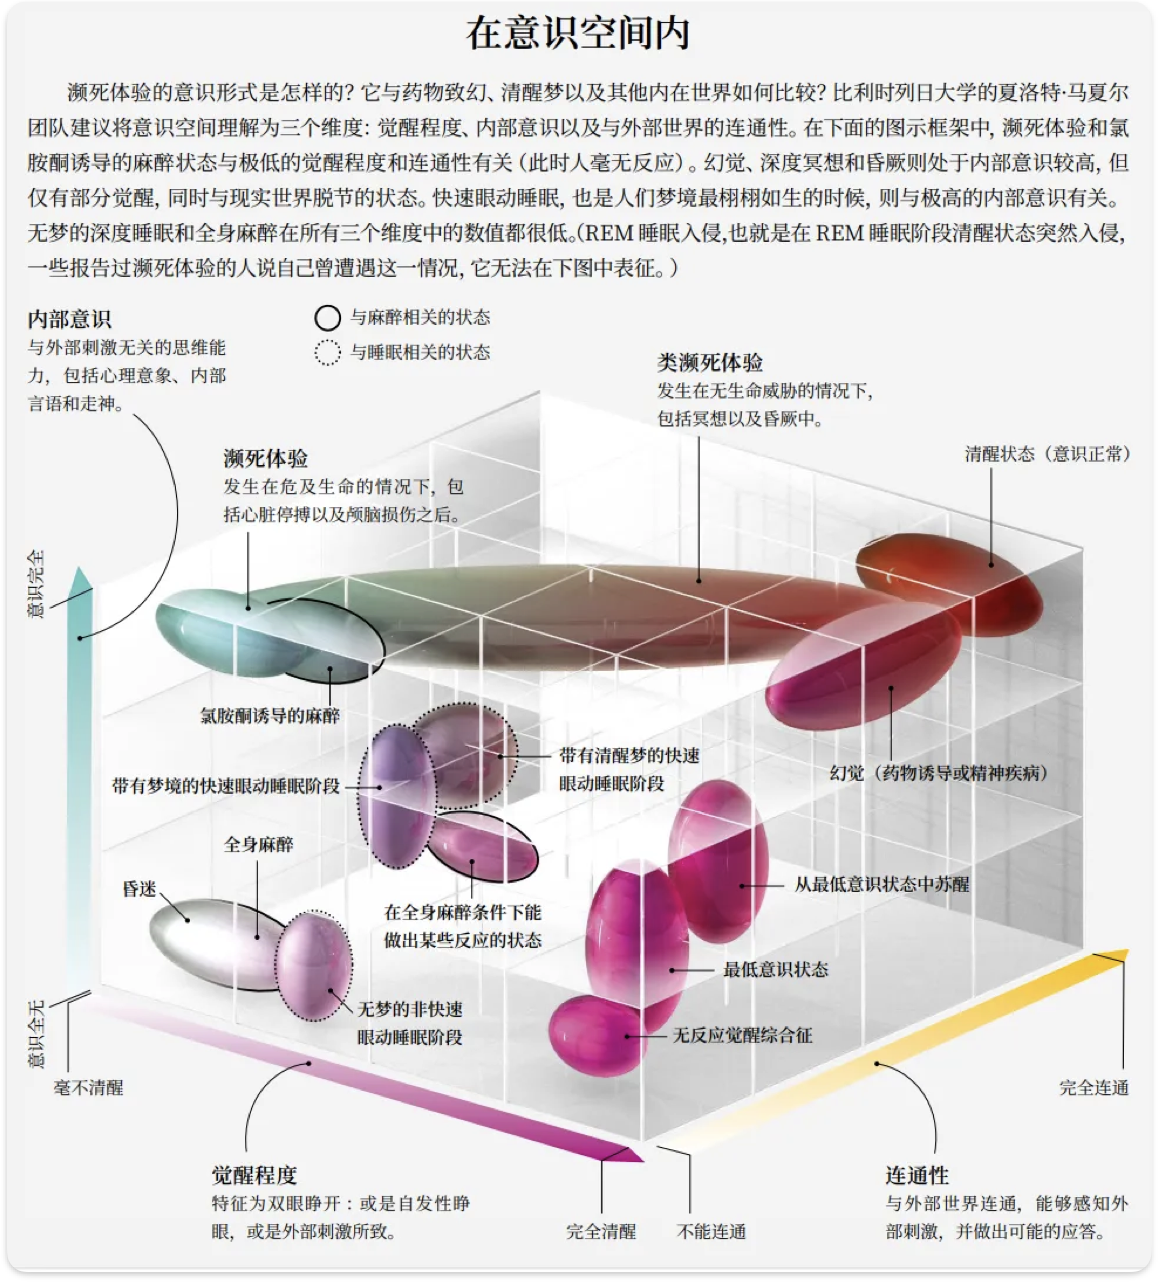 在意识空间内
濒死体验的意识形式是怎样的？它与药物致幻、清醒梦以及其他内在世界如何比较？比利时列日大学的夏洛特·马夏尔
团队建议将意识空间理解为三个维度：觉醒程度、内部意识以及与外部世界的连通性。在下面的图示框架中，濒死体验和氯
胺酮诱导的麻醉状态与极低的觉醒程度和连通性有关（此时人毫无反应）。幻觉、深度冥想和昏厥则处于内部意识较高，但
仅有部分觉醒，同时与现实世界脱节的状态。快速眼动睡眠，也是人们梦境最栩栩如生的时候，则与极高的内部意识有关。
无梦的深度睡眠和全身麻醉在所有三个维度中的数值都很低。（REM 睡眠入侵，也就是在 REM 睡眠阶段清醒状态突然入侵，
一些报告过濒死体验的人说自己曾遭遇这一情况，它无法在下图中表征。）
内部意识
与外部刺激无关的思维能
力，包括心理意象、内部
言语和走神。
与麻醉相关的状态
与睡眠相关的状态
类濒死体验
发生在无生命威胁的情况下，
包括冥想以及昏厥中。
清醒状态（意识正常）
濒死体验
发生在危及生命的情况下，包
括心脏停搏以及颅脑损伤之后。
意识完全
氯胺酮诱导的麻醉
带有梦境的快速眼动睡眠阶段
带有清醒梦的快速
眼动睡眠阶段
幻觉（药物诱导或精神疾病）
全身麻醉
昏迷
在全身麻醉条件下能
做出某些反应的状态
从最低意识状态中苏醒
最低意识状态
无梦的非快速
眼动睡眠阶段
无反应觉醒综合征
意识全无
毫不清醒
完全连通
觉醒程度
特征为双眼睁开：或是自发性睁
眼，或是外部刺激所致。
完全清醒
不能连通
连通性
与外部世界连通，能够感知外
部刺激，并做出可能的应答。